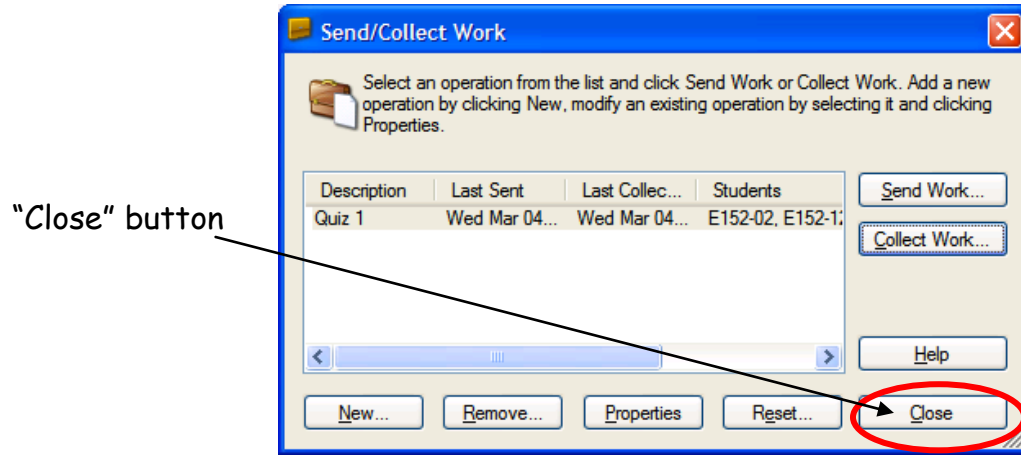 Send/Collect Work
Select an operation from the list and click Send Work or Collect Work. Add a new
operation by clicking New, modify an existing operation by selecting it and clicking
Properties.
Description Last Sent Last Collec... Students
Quiz 1 Wed Mar 04... Wed Mar 04... E152-02, E152-12
Send Work...
Collect Work...
"Close" button
Help
New... Remove... Properties Reset... Close